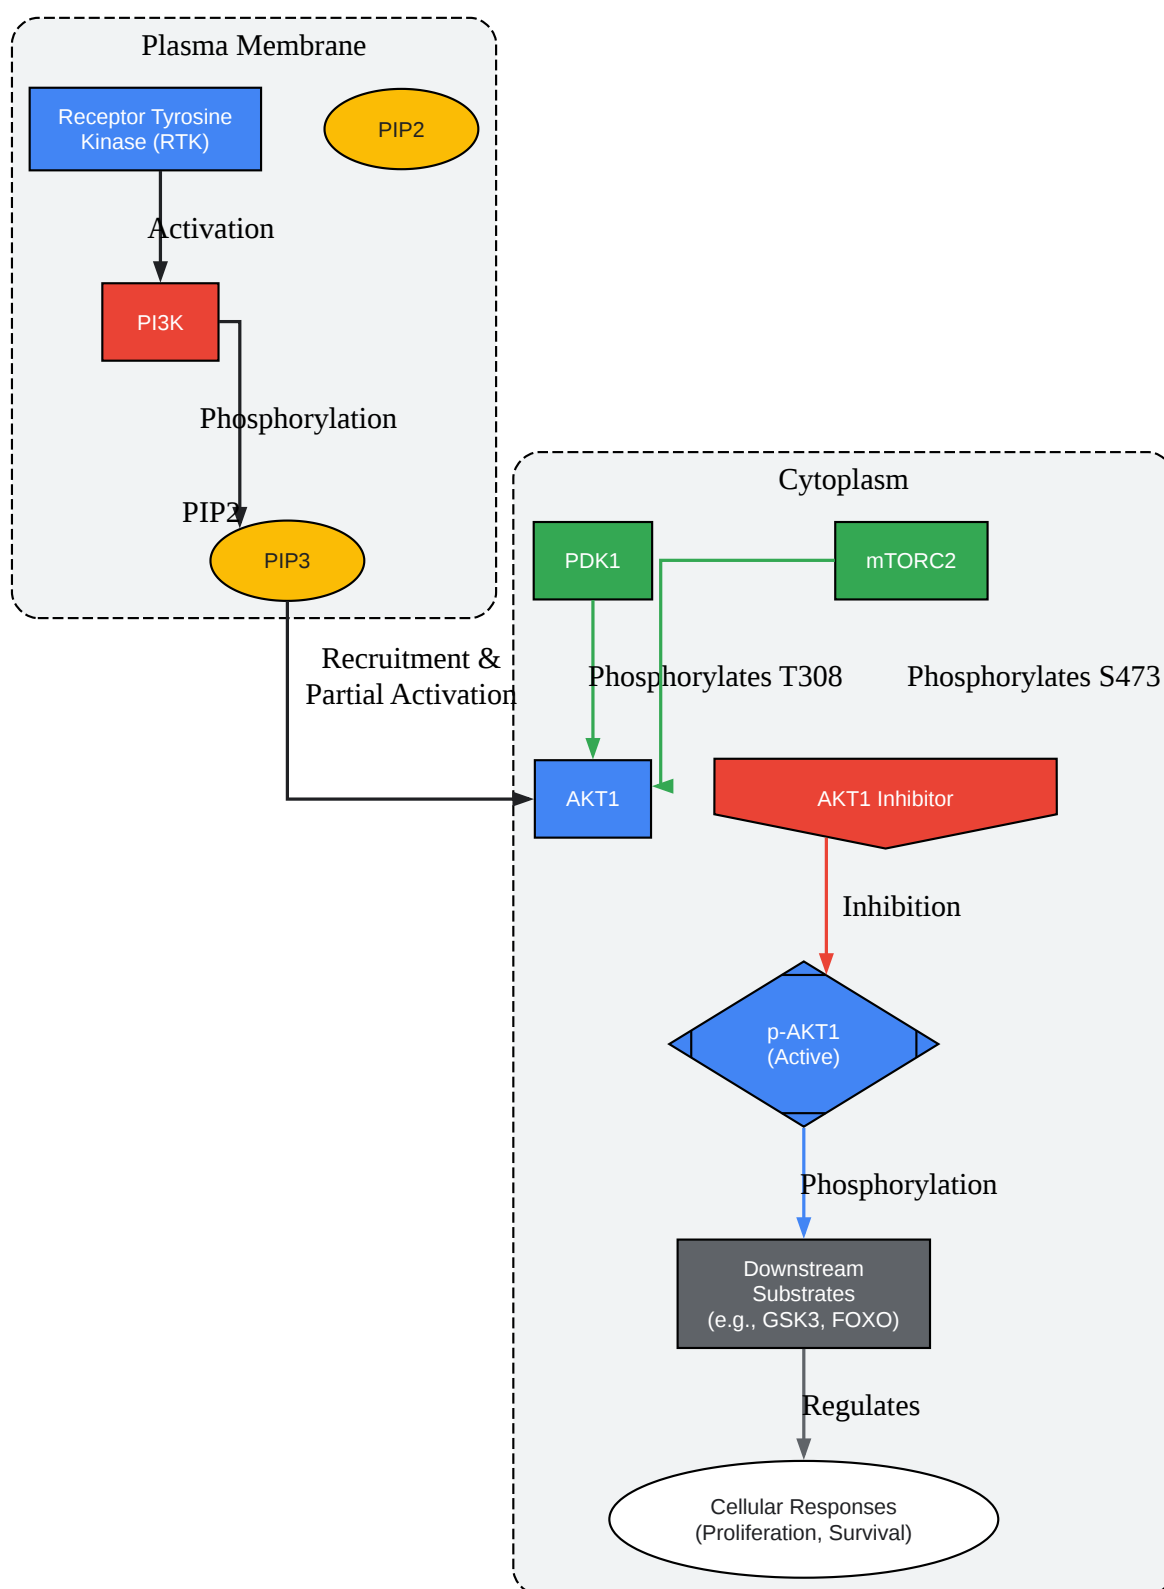 Plasma Membrane
Receptor Tyrosine
Kinase (RTK)
PIP2
Activation
PI3K
Phosphorylation
PIP2
PIP3
Recruitment &
Partial Activation
Cytoplasm
PDK1
mTORC2
Phosphorylates T308
Phosphorylates S473
AKT1
AKT1 Inhibitor
Inhibition
p-AKT1
(Active)
Phosphorylation
Downstream
Substrates
(e.g., GSK3, FOXO)
Regulates
Cellular Responses
(Proliferation, Survival)